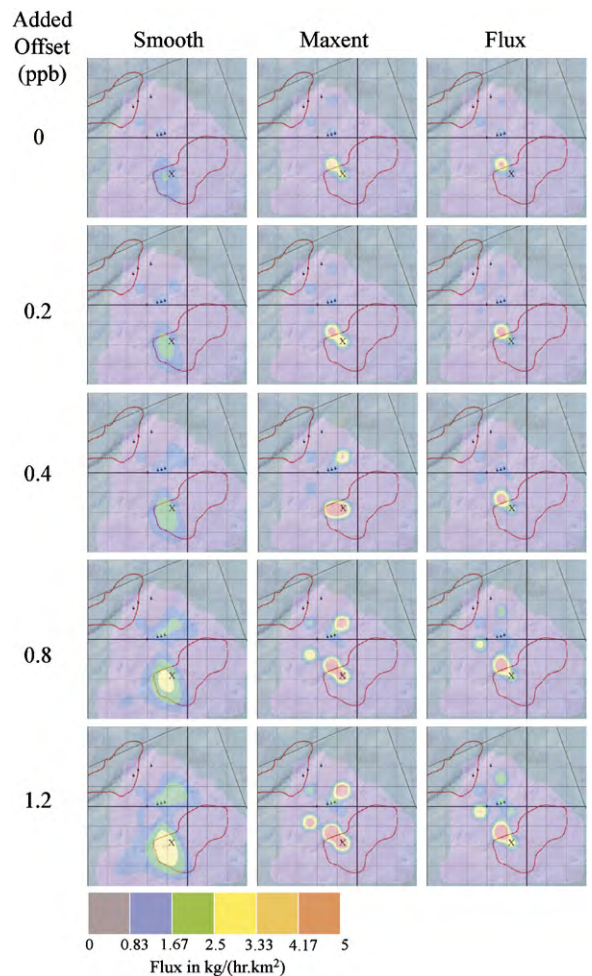 Added
Offset
(ppb)
Smooth Maxent Flux
0
X X X
0.2
X X X
0.4
X X X
0.8
X X X
1.2
X X X
0 0.83 1.67 2.5 3.33 4.17 5
Flux in kg/(hr.km²)